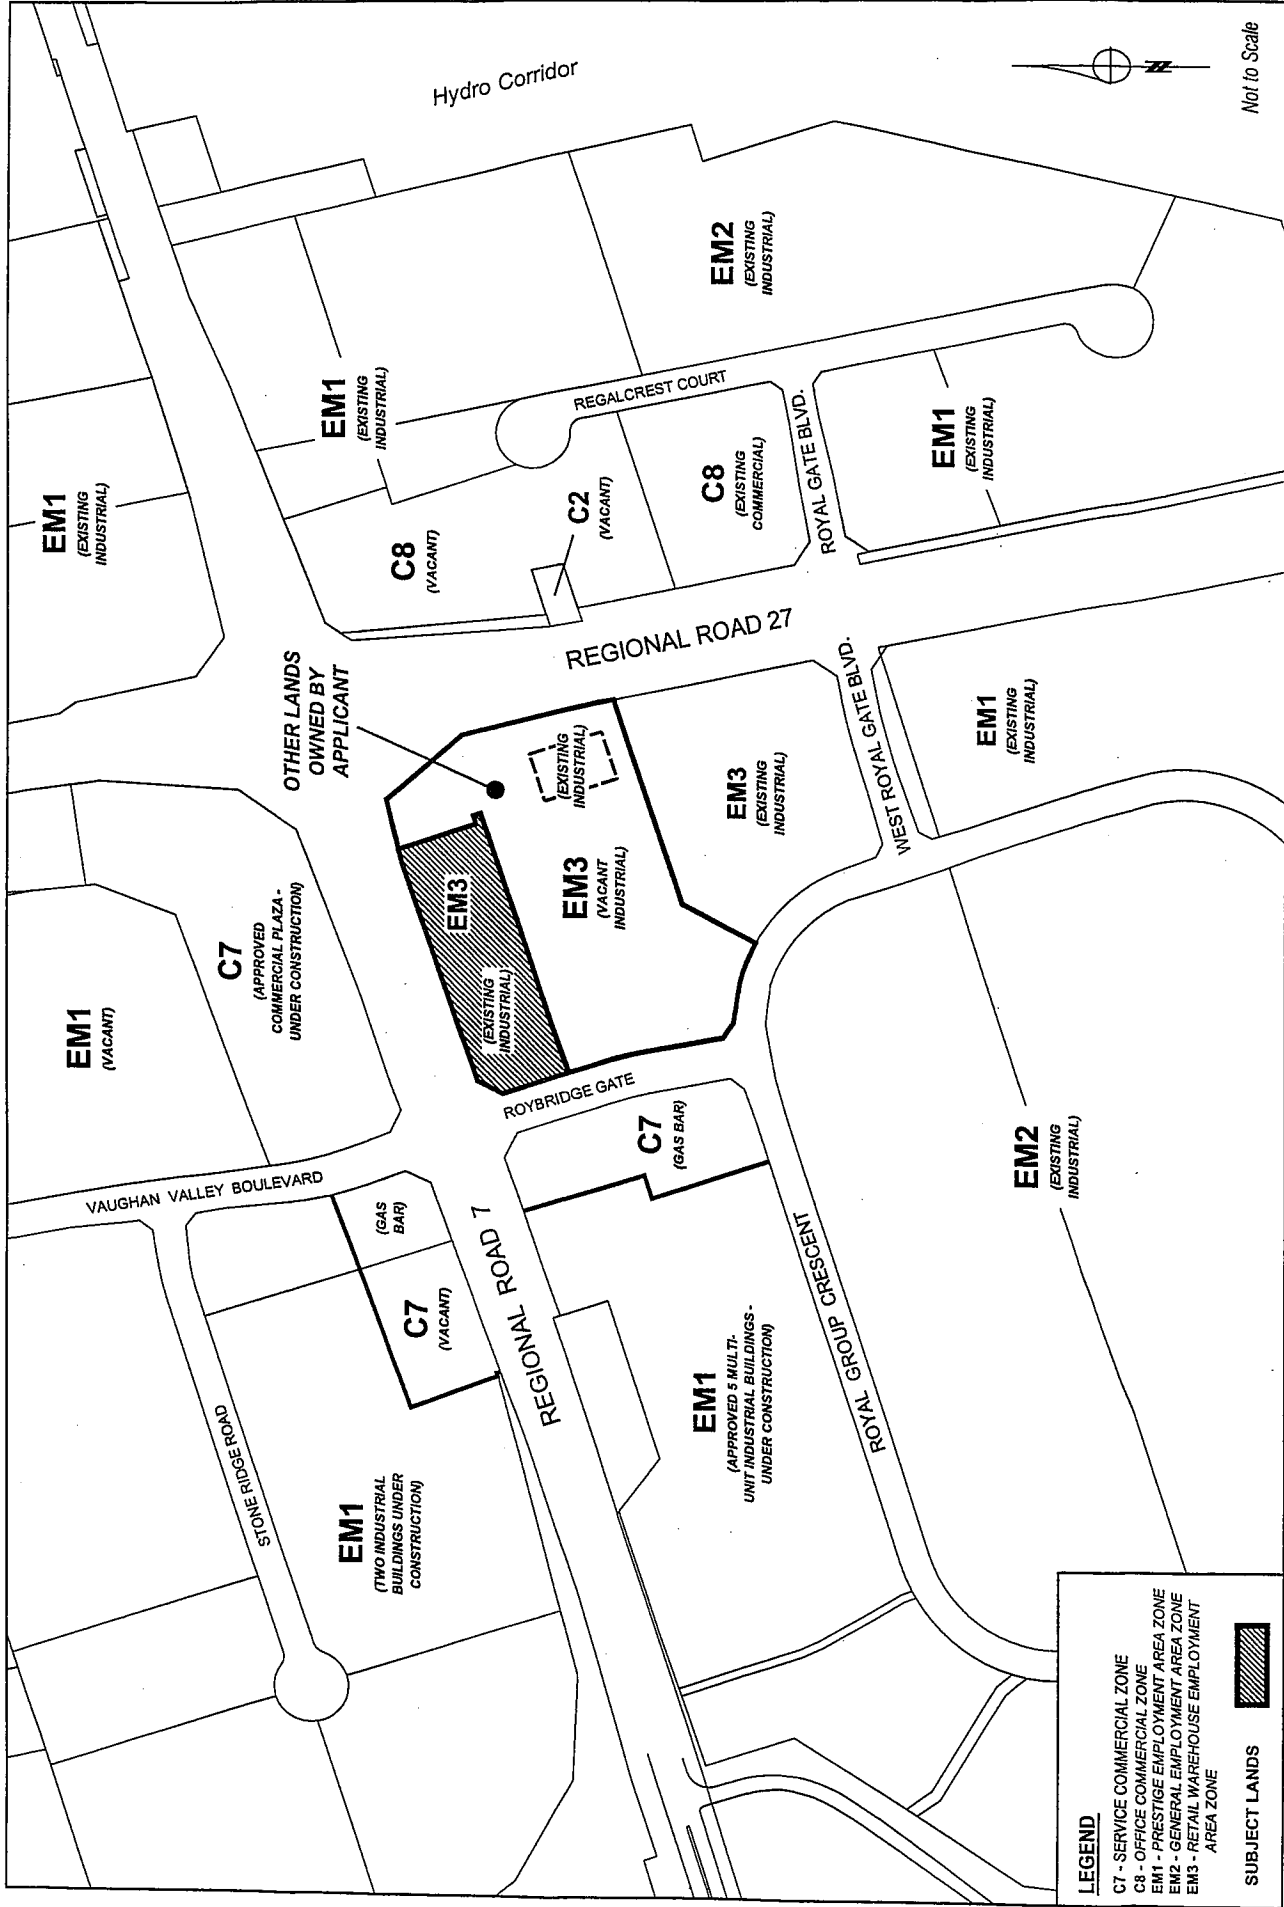 Hydro Corridor
N
Not to Scale
EM1
(EXISTING
INDUSTRIAL)
EM1
(EXISTING
INDUSTRIAL)
EM2
(EXISTING
INDUSTRIAL)
REGALCREST COURT
C8
(VACANT)
C2
(VACANT)
C8
(EXISTING
COMMERCIAL)
ROYAL GATE BLVD.
EM1
(EXISTING
INDUSTRIAL)
OTHER LANDS
OWNED BY
APPLICANT
REGIONAL ROAD 27
WEST ROYAL GATE BLVD.
EM1
(EXISTING
INDUSTRIAL)
EM1
(VACANT)
C7
(APPROVED
COMMERCIAL PLAZA -
UNDER CONSTRUCTION)
EM3
(EXISTING
INDUSTRIAL)
EM3
(VACANT
INDUSTRIAL)
(EXISTING
INDUSTRIAL)
EM3
(EXISTING
INDUSTRIAL)
VAUGHAN VALLEY BOULEVARD
ROYBRIDGE GATE
(GAS
BAR)
C7
(VACANT)
C7
(GAS BAR)
EM2
(EXISTING
INDUSTRIAL)
REGIONAL ROAD 7
STONE RIDGE ROAD
EM1
(TWO INDUSTRIAL
BUILDINGS UNDER
CONSTRUCTION)
EM1
(APPROVED 5 MULTI-
UNIT INDUSTRIAL BUILDINGS -
UNDER CONSTRUCTION)
ROYAL GROUP CRESCENT
LEGEND
C7 - SERVICE COMMERCIAL ZONE
C8 - OFFICE COMMERCIAL ZONE
EM1 - PRESTIGE EMPLOYMENT AREA ZONE
EM2 - GENERAL EMPLOYMENT AREA ZONE
EM3 - RETAIL WAREHOUSE EMPLOYMENT
AREA ZONE
SUBJECT LANDS